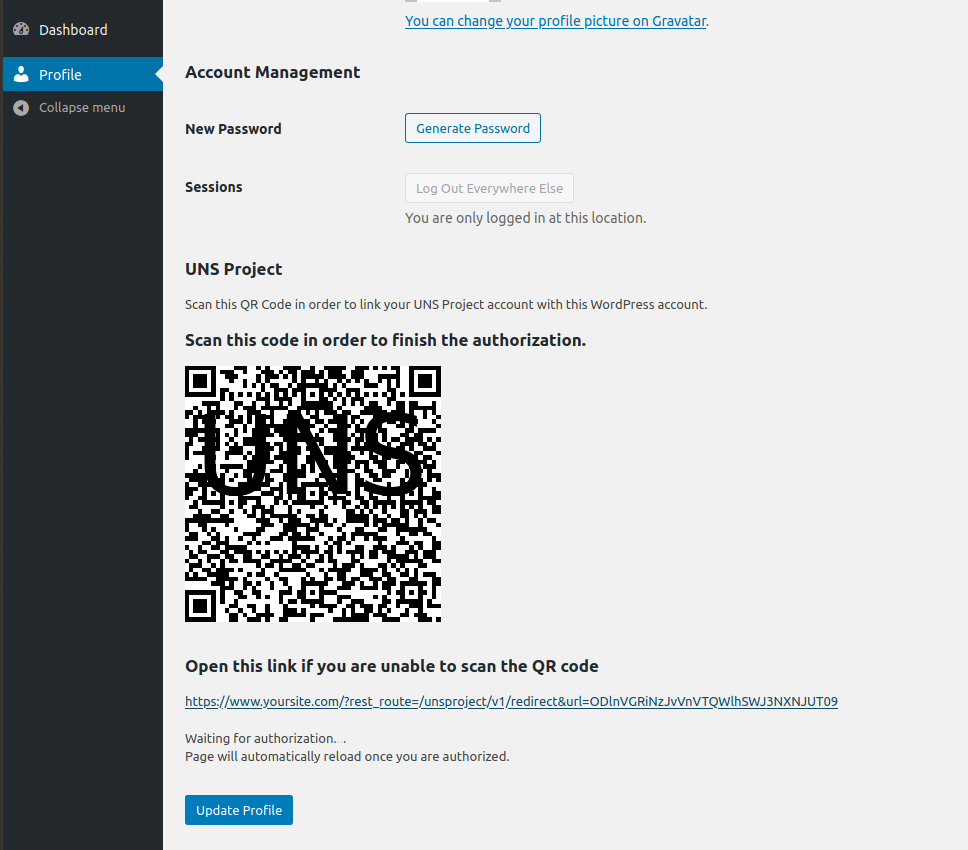 Dashboard
Profile
Collapse menu
You can change your profile picture on Gravatar.
Account Management
New Password
Generate Password
Sessions
Log Out Everywhere Else
You are only logged in at this location.
UNS Project
Scan this QR Code in order to link your UNS Project account with this WordPress account.
Scan this code in order to finish the authorization.
UNS
Open this link if you are unable to scan the QR code
https://www.yoursite.com/?rest_route=/unsproject/v1/redirect&url=ODlnVGRiNzJvVnVTQWlhSWJ3NXNJUT09
Waiting for authorization...
Page will automatically reload once you are authorized.
Update Profile